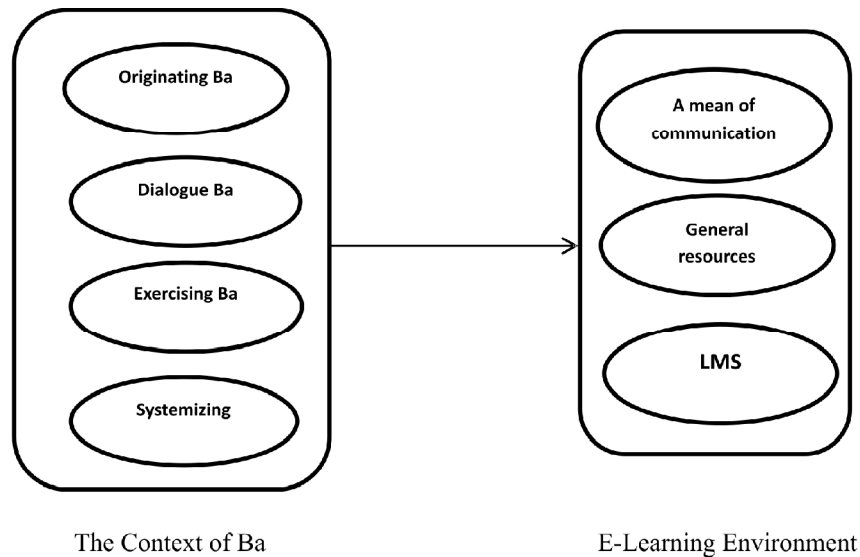 Originating Ba
Dialogue Ba
Exercising Ba
Systemizing
The Context of Ba
A mean of
communication
General
resources
LMS
E-Learning Environment